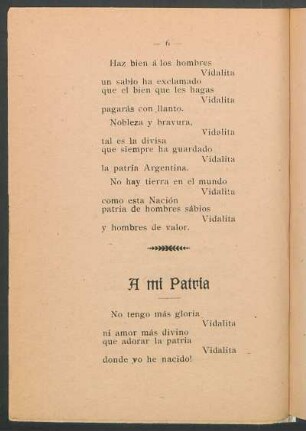 — 6 —
Haz bien á los hombres
Vidalita
un sabio ha exclamado
que el bien que les hagas
Vidalita
pagarás con llanto.
Nobleza y bravura,
Vidalita
tal es la divisa
que siempre ha guardado
Vidalita
la patria Argentina.
No hay tierra en el mundo
Vidalita
como esta Nación
patria de hombres sábios
Vidalita
y hombres de valor.
A mi Patria
No tengo más gloria
Vidalita
ni amor más divino
que adorar la patria
Vidalita
donde yo he nacido!